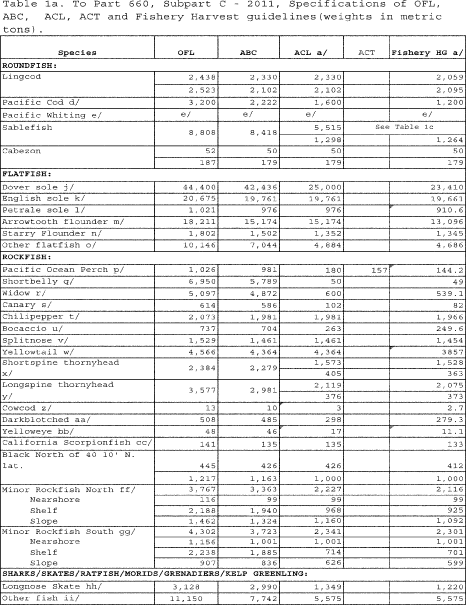 Table 1a. To Part 660, Subpart C - 2011, Specifications of OFL,
ABC, ACL, ACT and Fishery Harvest guidelines(weights in metric
tons).
Species OFL ABC ACL a/ ACT Fishery HG a/
ROUNDFISH:
Lingcod 2,438 2,330 2,330 2,059
2,523 2,102 2,102 2,095
Pacific Cod d/ 3,200 2,222 1,600 1,200
Pacific Whiting e/ e/ e/ e/ e/
Sablefish 8,808 8,418 5,515 See Table 1c
1,298 1,264
Cabezon 52 50 50 50
187 179 179 179
FLATFISH:
Dover sole j/ 44,400 42,436 25,000 23,410
English sole k/ 20,675 19,761 19,761 19,661
Petrale sole l/ 1,021 976 976 910.6
Arrowtooth flounder m/ 18,211 15,174 15,174 13,096
Starry Flounder n/ 1,802 1,502 1,352 1,345
Other flatfish o/ 10,146 7,044 4,884 4,686
ROCKFISH:
Pacific Ocean Perch p/ 1,026 981 180 157 144.2
Shortbelly q/ 6,950 5,789 50 49
Widow r/ 5,097 4,872 600 539.1
Canary s/ 614 586 102 82
Chilipepper t/ 2,073 1,981 1,981 1,966
Bocaccio u/ 737 704 263 249.6
Splitnose v/ 1,529 1,461 1,461 1,454
Yellowtail w/ 4,566 4,364 4,364 3857
Shortspine thornyhead 2,384 2,279 1,573 1,528
x/ 405 363
Longspine thornyhead 3,577 2,981 2,119 2,075
y/ 376 373
Cowcod z/ 13 10 3 2.7
Darkblotched aa/ 508 485 298 279.3
Yelloweye bb/ 48 46 17 11.1
California Scorpionfish cc/ 141 135 135 133
Black North of 40 10' N.
lat. 445 426 426 412
1,217 1,163 1,000 1,000
Minor Rockfish North ff/ 3,767 3,363 2,227 2,116
Nearshore 116 99 99 99
Shelf 2,188 1,940 968 925
Slope 1,462 1,324 1,160 1,092
Minor Rockfish South gg/ 4,302 3,723 2,341 2,301
Nearshore 1,156 1,001 1,001 1,001
Shelf 2,238 1,885 714 701
Slope 907 836 626 599
SHARKS/SKATES/RATFISH/MORIDS/GRENADIERS/KELP GREENLING:
Longnose Skate hh/ 3,128 2,990 1,349 1,220
Other fish ii/ 11,150 7,742 5,575 5,575